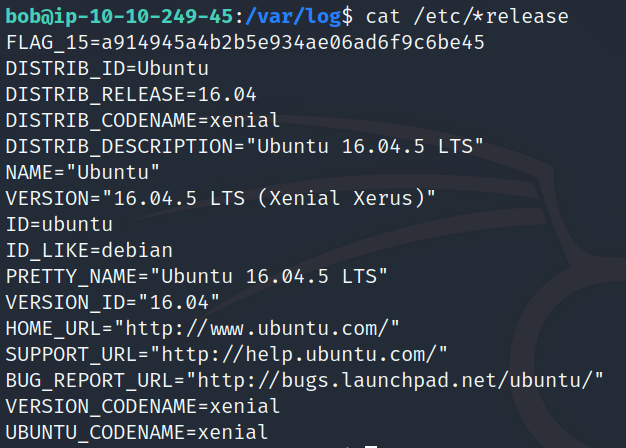 bob@ip-10-10-249-45:/var/log$ cat /etc/*release
FLAG_15=a914945a4b2b5e934ae06ad6f9c6be45
DISTRIB_ID=Ubuntu
DISTRIB_RELEASE=16.04
DISTRIB_CODENAME=xenial
DISTRIB_DESCRIPTION="Ubuntu 16.04.5 LTS"
NAME="Ubuntu"
VERSION="16.04.5 LTS (Xenial Xerus)"
ID=ubuntu
ID_LIKE=debian
PRETTY_NAME="Ubuntu 16.04.5 LTS"
VERSION_ID="16.04"
HOME_URL="http://www.ubuntu.com/"
SUPPORT_URL="http://help.ubuntu.com/"
BUG_REPORT_URL="http://bugs.launchpad.net/ubuntu/"
VERSION_CODENAME=xenial
UBUNTU_CODENAME=xenial